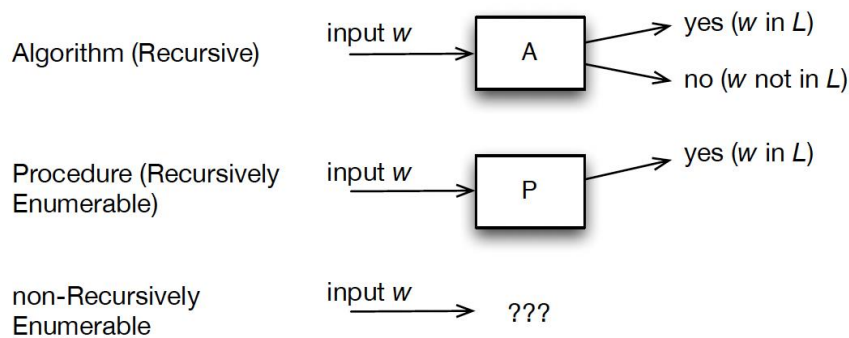 Algorithm (Recursive)
input w
A
yes (w in L)
no (w not in L)
Procedure (Recursively
Enumerable)
input w
P
yes (w in L)
non-Recursively
Enumerable
input w
???